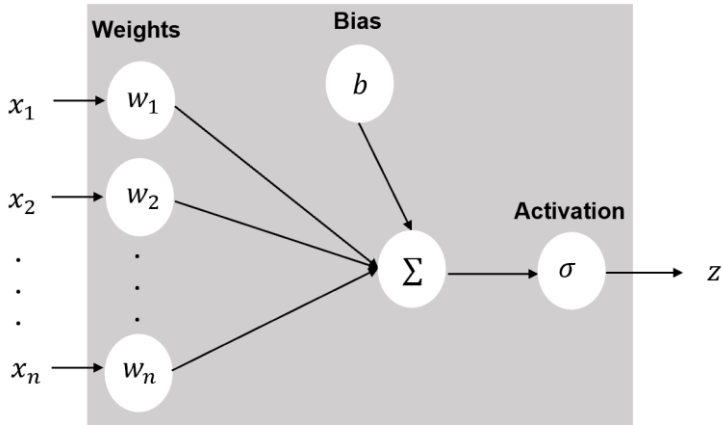 Weights
Bias
x₁
w₁
b
x₂
w₂
Activation
Σ
σ
z
.
.
.
.
.
.
xₙ
wₙ